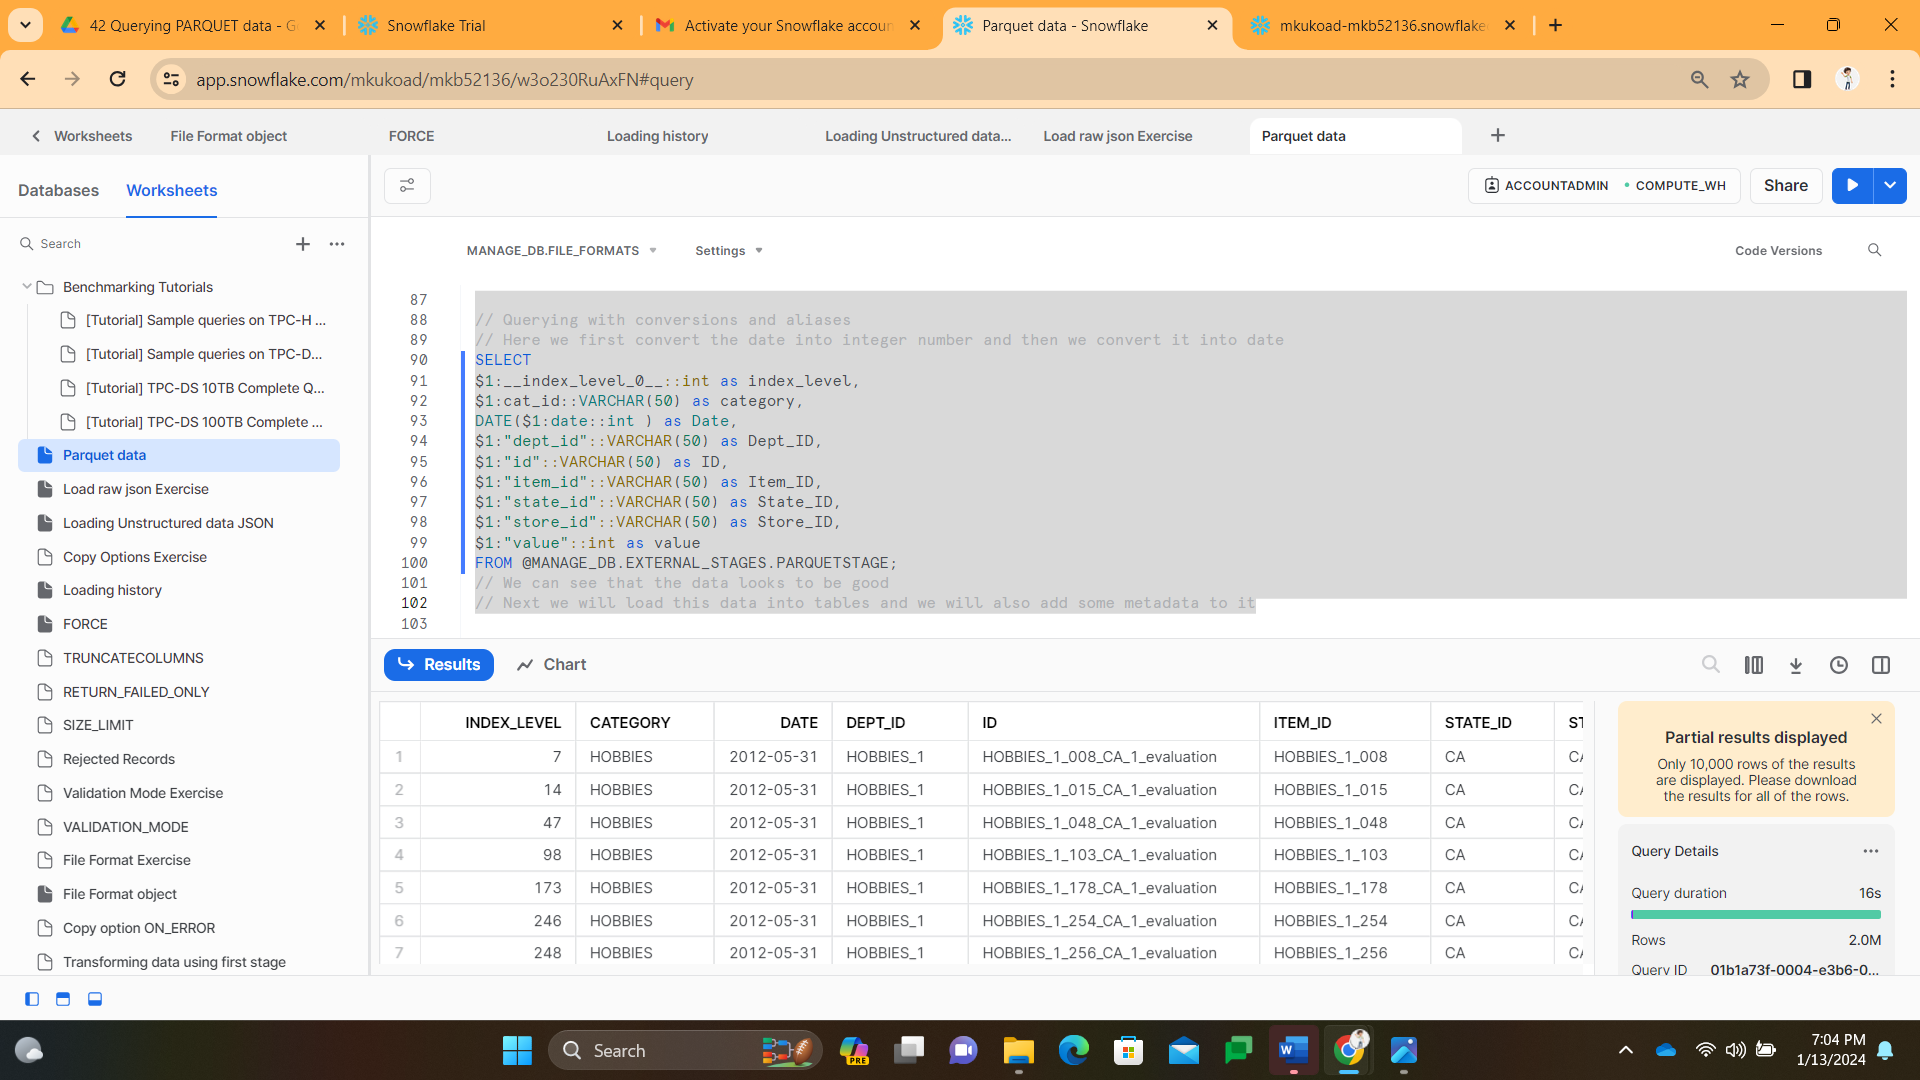 42 Querying PARQUET data - G
Snowflake Trial
Activate your Snowflake accoun
Parquet data - Snowflake
mkukoad-mkb52136.snowflake
app.snowflake.com/mkukoad/mkb52136/w3o230RuAxFN#query
Worksheets
File Format object
FORCE
Loading history
Loading Unstructured data...
Load raw json Exercise
Parquet data
Databases
Worksheets
ACCOUNTADMIN
COMPUTE_WH
Share
Search
MANAGE_DB.FILE_FORMATS
Settings
Code Versions
Benchmarking Tutorials
[Tutorial] Sample queries on TPC-H ...
[Tutorial] Sample queries on TPC-D...
[Tutorial] TPC-DS 10TB Complete Q...
[Tutorial] TPC-DS 100TB Complete ...
Parquet data
Load raw json Exercise
Loading Unstructured data JSON
Copy Options Exercise
Loading history
FORCE
TRUNCATECOLUMNS
RETURN_FAILED_ONLY
SIZE_LIMIT
Rejected Records
Validation Mode Exercise
VALIDATION_MODE
File Format Exercise
File Format object
Copy option ON_ERROR
Transforming data using first stage
87
88 // Querying with conversions and aliases
89 // Here we first convert the date into integer number and then we convert it into date
90 SELECT
91 $1:__index_level_0__::int as index_level,
92 $1:cat_id::VARCHAR(50) as category,
93 DATE($1:date::int ) as Date,
94 $1:"dept_id"::VARCHAR(50) as Dept_ID,
95 $1:"id"::VARCHAR(50) as ID,
96 $1:"item_id"::VARCHAR(50) as Item_ID,
97 $1:"state_id"::VARCHAR(50) as State_ID,
98 $1:"store_id"::VARCHAR(50) as Store_ID,
99 $1:"value"::int as value
100 FROM @MANAGE_DB.EXTERNAL_STAGES.PARQUETSTAGE;
101 // We can see that the data looks to be good
102 // Next we will load this data into tables and we will also add some metadata to it
103
Results
Chart
INDEX_LEVEL CATEGORY DATE DEPT_ID ID ITEM_ID STATE_ID ST
1 7 HOBBIES 2012-05-31 HOBBIES_1 HOBBIES_1_008_CA_1_evaluation HOBBIES_1_008 CA CA
2 14 HOBBIES 2012-05-31 HOBBIES_1 HOBBIES_1_015_CA_1_evaluation HOBBIES_1_015 CA CA
3 47 HOBBIES 2012-05-31 HOBBIES_1 HOBBIES_1_048_CA_1_evaluation HOBBIES_1_048 CA CA
4 98 HOBBIES 2012-05-31 HOBBIES_1 HOBBIES_1_103_CA_1_evaluation HOBBIES_1_103 CA CA
5 173 HOBBIES 2012-05-31 HOBBIES_1 HOBBIES_1_178_CA_1_evaluation HOBBIES_1_178 CA CA
6 246 HOBBIES 2012-05-31 HOBBIES_1 HOBBIES_1_254_CA_1_evaluation HOBBIES_1_254 CA CA
7 248 HOBBIES 2012-05-31 HOBBIES_1 HOBBIES_1_256_CA_1_evaluation HOBBIES_1_256 CA CA
Partial results displayed
Only 10,000 rows of the results
are displayed. Please download
the results for all of the rows.
Query Details
Query duration 16s
Rows 2.0M
Query ID 01b1a73f-0004-e3b6-0...
Search
PRE
7:04 PM
1/13/2024